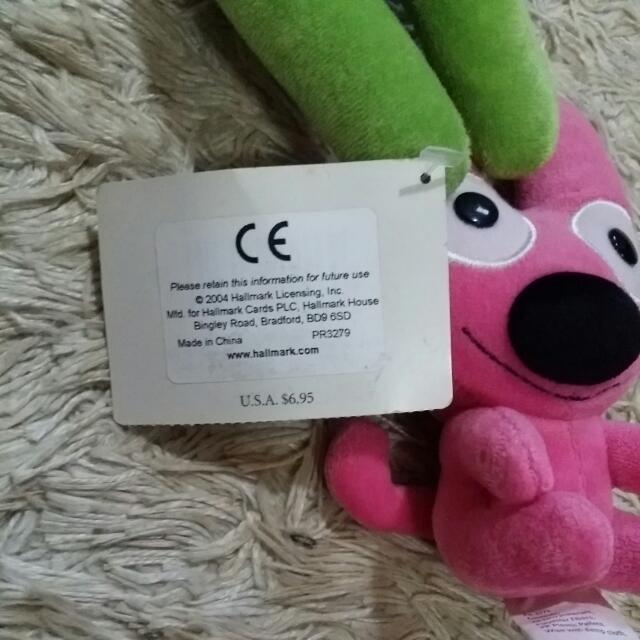 CE
Please retain this information for future use
© 2004 Hallmark Licensing, Inc.
Mfd. for Hallmark Cards PLC, Hallmark House
Bingley Road, Bradford, BD9 6SD
Made in China PR3279
www.hallmark.com
U.S.A. $6.95